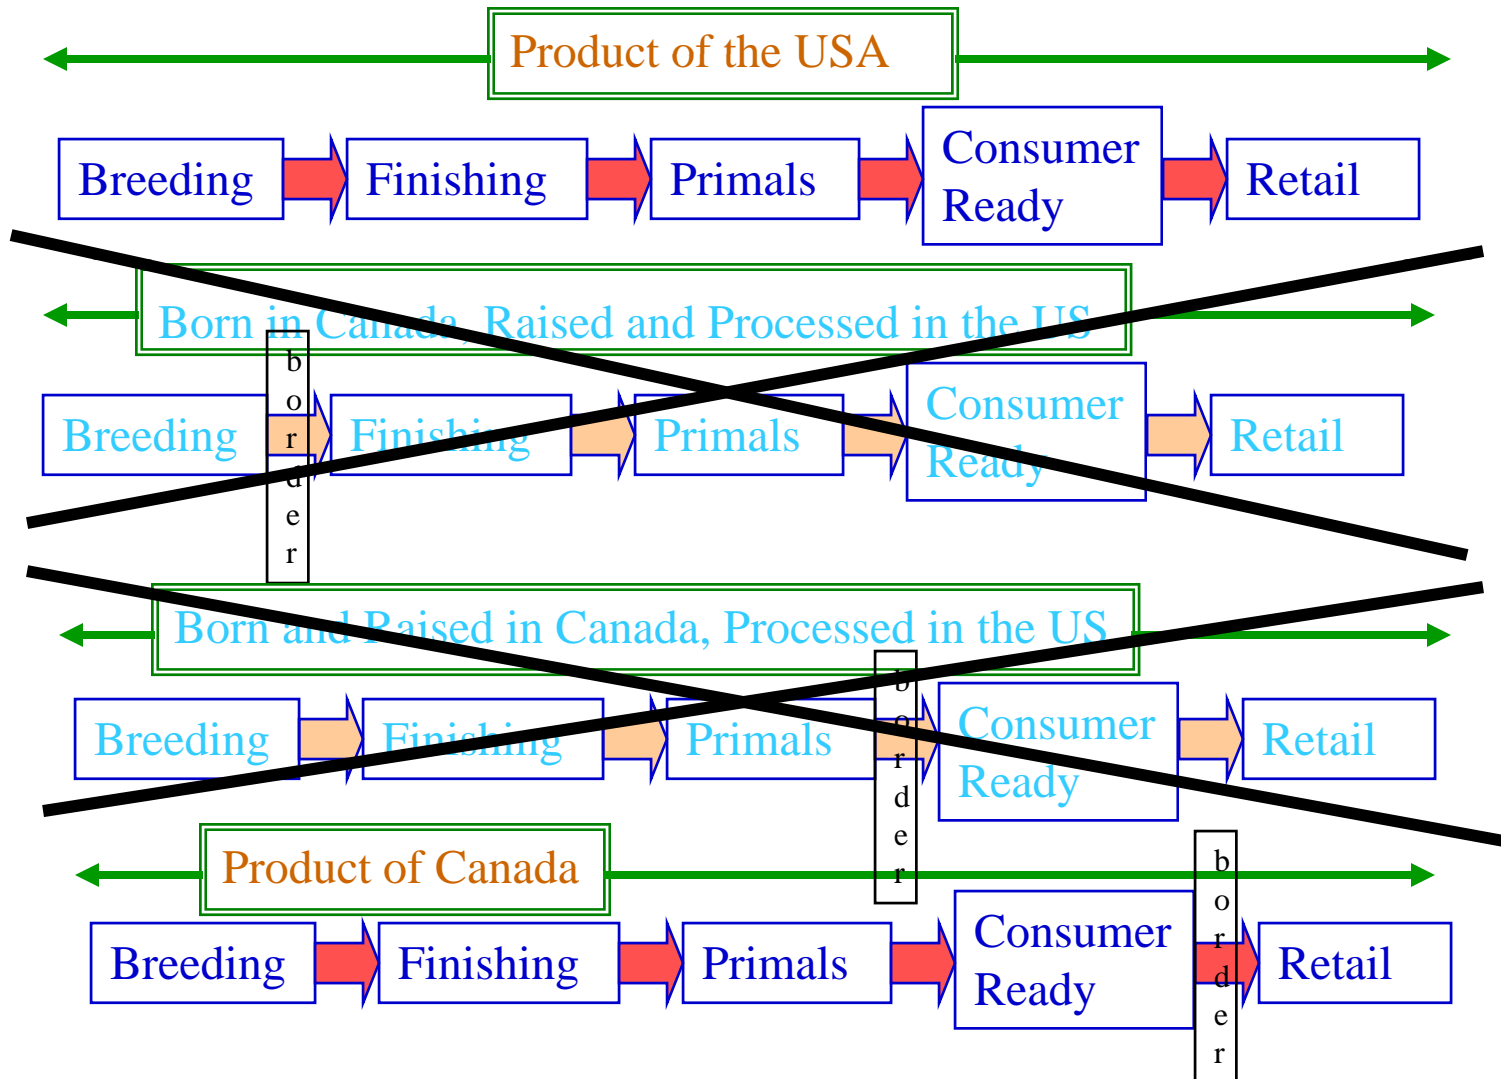 Product of the USA
Breeding
Finishing
Primals
Consumer
Ready
Retail
Born in Canada, Raised and Processed in the US
b
o
r
d
e
r
Breeding
Finishing
Primals
Consumer
Ready
Retail
Born and Raised in Canada, Processed in the US
b
o
r
d
e
r
Breeding
Finishing
Primals
Consumer
Ready
Retail
Product of Canada
b
o
r
d
e
r
Breeding
Finishing
Primals
Consumer
Ready
Retail